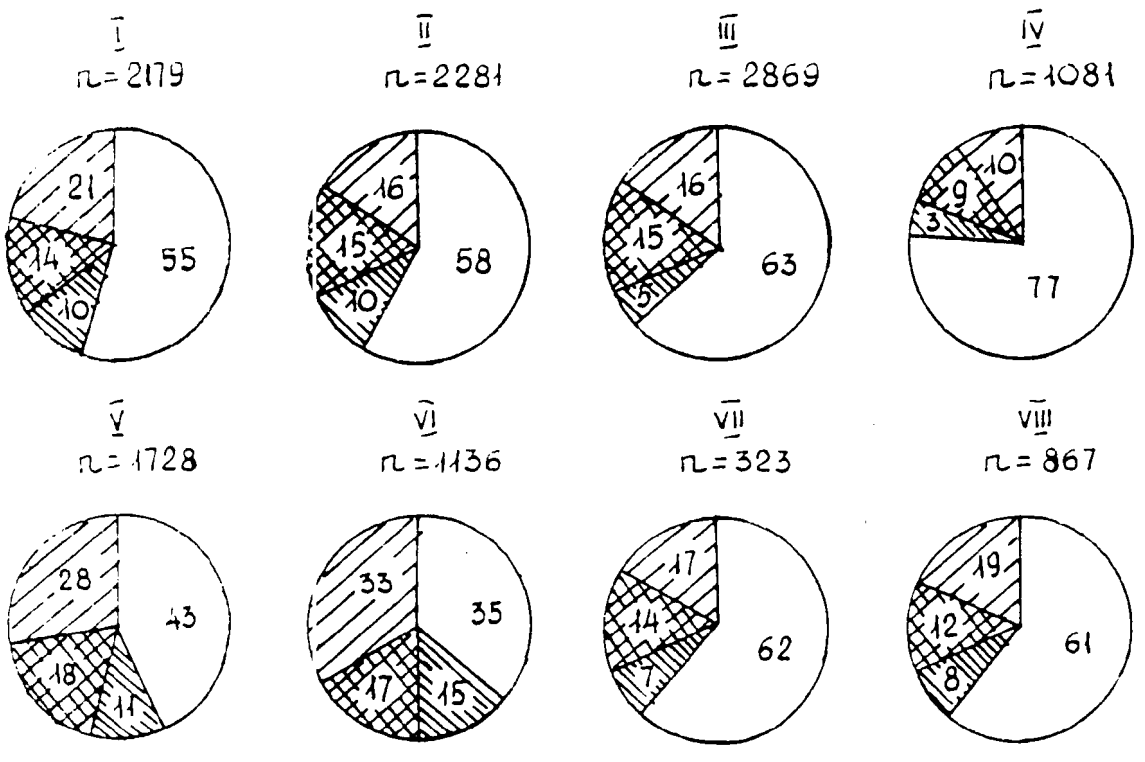 I II III IV
n=2179 n=2281 n=2869 n=1081
21 14 10 55
16 15 10 58
16 15 5 63
10 9 3 77
V VI VII VIII
n=1728 n=1136 n=323 n=867
28 18 11 43
33 17 15 35
17 14 7 62
19 12 8 61